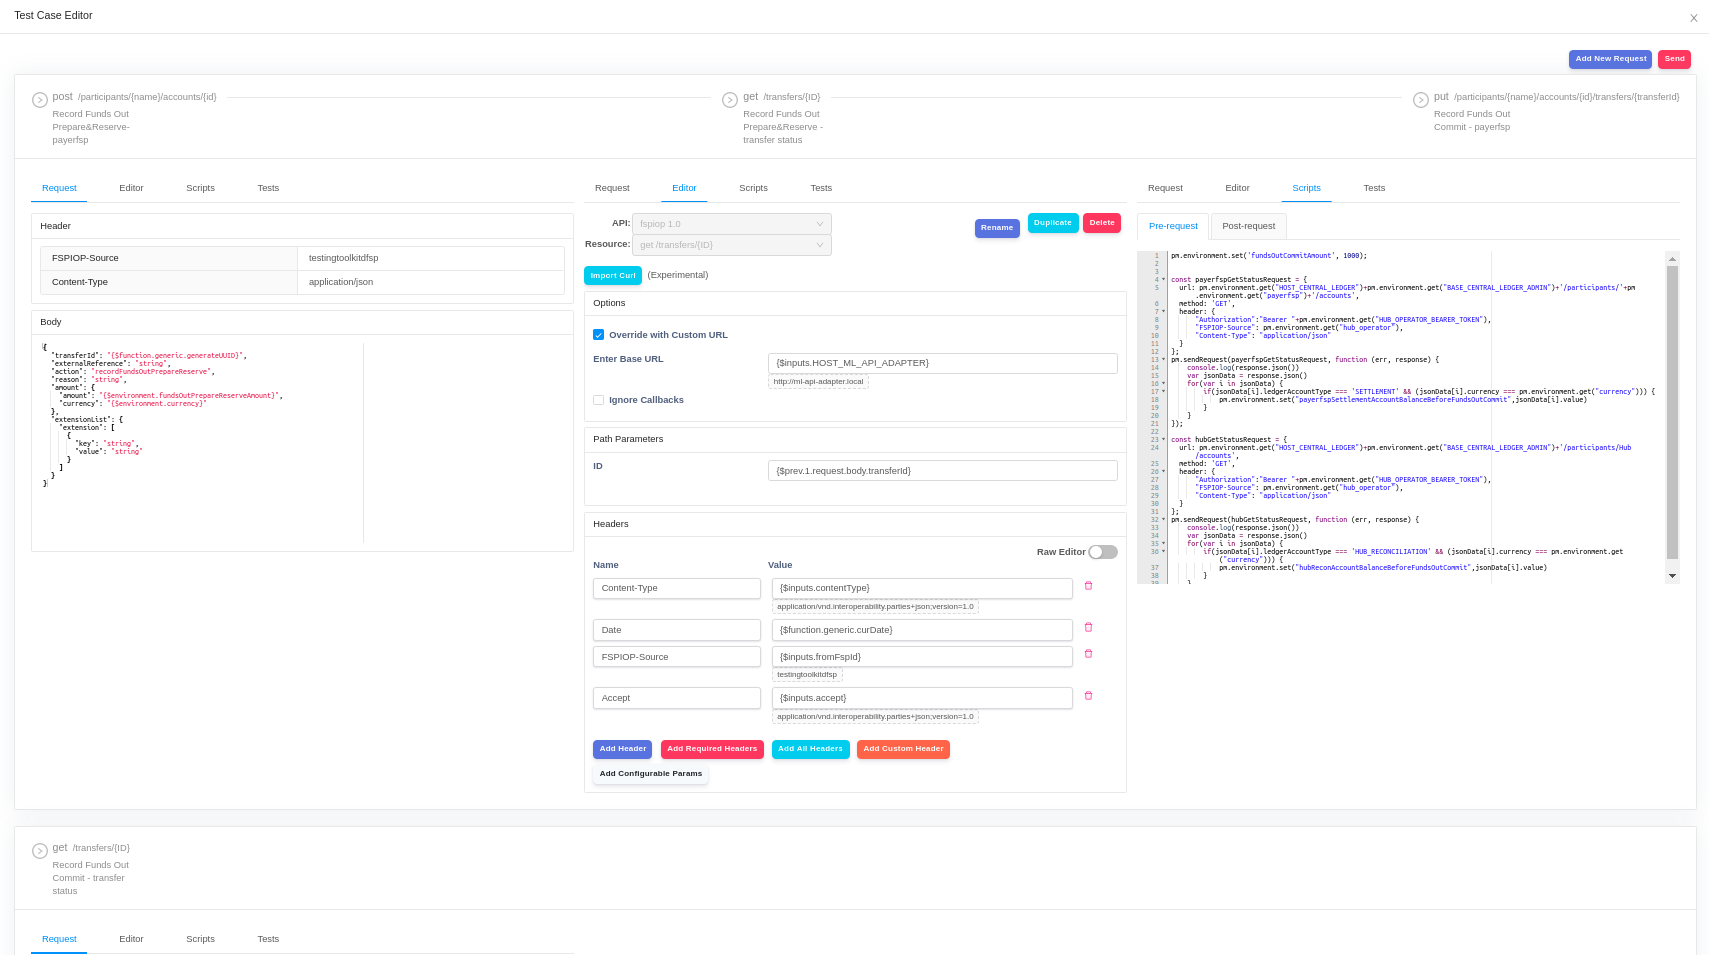 Test Case Editor
Add New Request Send
post /participants/{name}/accounts/{id}
Record Funds Out
Prepare&Reserve-
payerfsp
get /transfers/{ID}
Record Funds Out
Prepare&Reserve -
transfer status
put /participants/{name}/accounts/{id}/transfers/{transferId}
Record Funds Out
Commit - payerfsp
Request Editor Scripts Tests
Header
FSPIOP-Source testingtoolkitdfsp
Content-Type application/json
Body
{
"transferId": "{$function.generic.generateUUID}",
"externalReference": "string",
"action": "recordFundsOutPrepareReserve",
"reason": "string",
"amount": {
"amount": "{$environment.fundsOutPrepareReserveAmount}",
"currency": "{$environment.currency}"
},
"extensionList": {
"extension": [
{
"key": "string",
"value": "string"
}
]
}
}
Request Editor Scripts Tests
API: fspiop 1.0
Resource: get /transfers/{ID}
Rename Duplicate Delete
Import Curl (Experimental)
Options
Override with Custom URL
Enter Base URL {$inputs.HOST_ML_API_ADAPTER}
http://ml-api-adapter.local
Ignore Callbacks
Path Parameters
ID {$prev.1.request.body.transferId}
Headers
Raw Editor
Name Value
Content-Type {$inputs.contentType}
application/vnd.interoperability.parties+json;version=1.0
Date {$function.generic.curDate}
FSPIOP-Source {$inputs.fromFspId}
testingtoolkitdfsp
Accept {$inputs.accept}
application/vnd.interoperability.parties+json;version=1.0
Add Header Add Required Headers Add All Headers Add Custom Header
Add Configurable Params
Request Editor Scripts Tests
Pre-request Post-request
1 pm.environment.set('fundsOutCommitAmount', 1000);
2
3
4 const payerfspGetStatusRequest = {
5 url: pm.environment.get("HOST_CENTRAL_LEDGER")+pm.environment.get("BASE_CENTRAL_LEDGER_ADMIN")+'/participants/'+pm
.environment.get("payerfsp")+'/accounts',
6 method: 'GET',
7 header: {
8 "Authorization":"Bearer "+pm.environment.get("HUB_OPERATOR_BEARER_TOKEN"),
9 "FSPIOP-Source": pm.environment.get("hub_operator"),
10 "Content-Type": "application/json"
11 }
12 };
13 pm.sendRequest(payerfspGetStatusRequest, function (err, response) {
14 console.log(response.json())
15 var jsonData = response.json()
16 for(var i in jsonData) {
17 if(jsonData[i].ledgerAccountType === 'SETTLEMENT' && (jsonData[i].currency === pm.environment.get("currency"))) {
18 pm.environment.set("payerfspSettlementAccountBalanceBeforeFundsOutCommit",jsonData[i].value)
19 }
20 }
21 });
22
23 const hubGetStatusRequest = {
24 url: pm.environment.get("HOST_CENTRAL_LEDGER")+pm.environment.get("BASE_CENTRAL_LEDGER_ADMIN")+'/participants/Hub
/accounts',
25 method: 'GET',
26 header: {
27 "Authorization":"Bearer "+pm.environment.get("HUB_OPERATOR_BEARER_TOKEN"),
28 "FSPIOP-Source": pm.environment.get("hub_operator"),
29 "Content-Type": "application/json"
30 }
31 };
32 pm.sendRequest(hubGetStatusRequest, function (err, response) {
33 console.log(response.json())
34 var jsonData = response.json()
35 for(var i in jsonData) {
36 if(jsonData[i].ledgerAccountType === 'HUB_RECONCILIATION' && (jsonData[i].currency === pm.environment.get
("currency"))) {
37 pm.environment.set("hubReconAccountBalanceBeforeFundsOutCommit",jsonData[i].value)
38 }
39 }
get /transfers/{ID}
Record Funds Out
Commit - transfer
status
Request Editor Scripts Tests